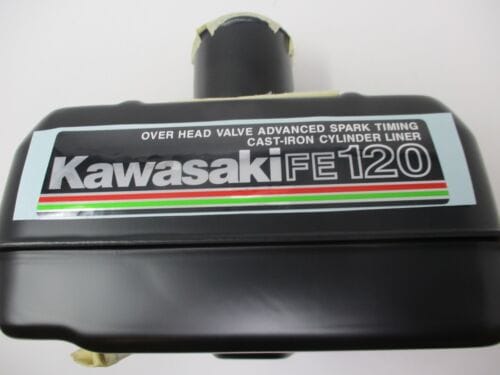 OVER HEAD VALVE ADVANCED SPARK TIMING
CAST-IRON CYLINDER LINER
Kawasaki FE120